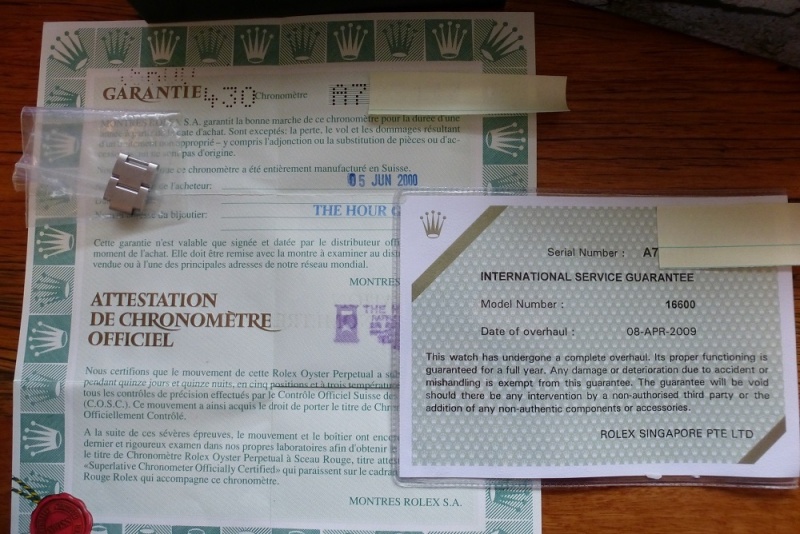 GARANTIE 430 Chronomètre A7
S.A. garantit la bonne marche de ce chronomètre pour la durée d'une
date d'achat. Sont exceptés: la perte, le vol et les dommages résultant
approprié – y compris l'adjonction ou la substitution de pièces ou d'ac-
pas d'origine.
ce chronomètre a été entièrement manufacturé en Suisse.
l'acheteur: 05 JUN 2000
du bijoutier: THE HOUR G
Cette garantie n'est valable que signée et datée par le distributeur
moment de l'achat. Elle doit être remise avec la montre à examiner au
vendue ou à l'une des principales adresses de notre réseau mondial.
MONTRES
ATTESTATION
DE CHRONOMÈTRE
OFFICIEL
THE
Nous certifions que le mouvement de cette Rolex Oyster Perpetual a
pendant quinze jours et quinze nuits, en cinq positions et à trois
tous les contrôles de précision effectués par le Contrôle Officiel Suisse des
(C.O.S.C). Ce mouvement a ainsi acquis le droit de porter le titre de
Officiellement Contrôlé.
A la suite de ces sévères épreuves, le mouvement et le boîtier ont
dernier et rigoureux examen dans nos propres laboratoires afin d'obtenir
le titre de Chronomètre Rolex Oyster Perpetual à Sceau Rouge, titre
«Superlative Chronometer Officially Certified» qui paraissent sur le
Rouge Rolex qui accompagne ce chronomètre.
MONTRES ROLEX S.A.
Serial Number : A7
INTERNATIONAL SERVICE GUARANTEE
Model Number : 16600
Date of overhaul : 08-APR-2009
This watch has undergone a complete overhaul. Its proper functioning is
guaranteed for a full year. Any damage or deterioration due to accident or
mishandling is exempt from this guarantee. The guarantee will be void
should there be any intervention by a non-authorised third party or the
addition of any non-authentic components or accessories.
ROLEX SINGAPORE PTE LTD